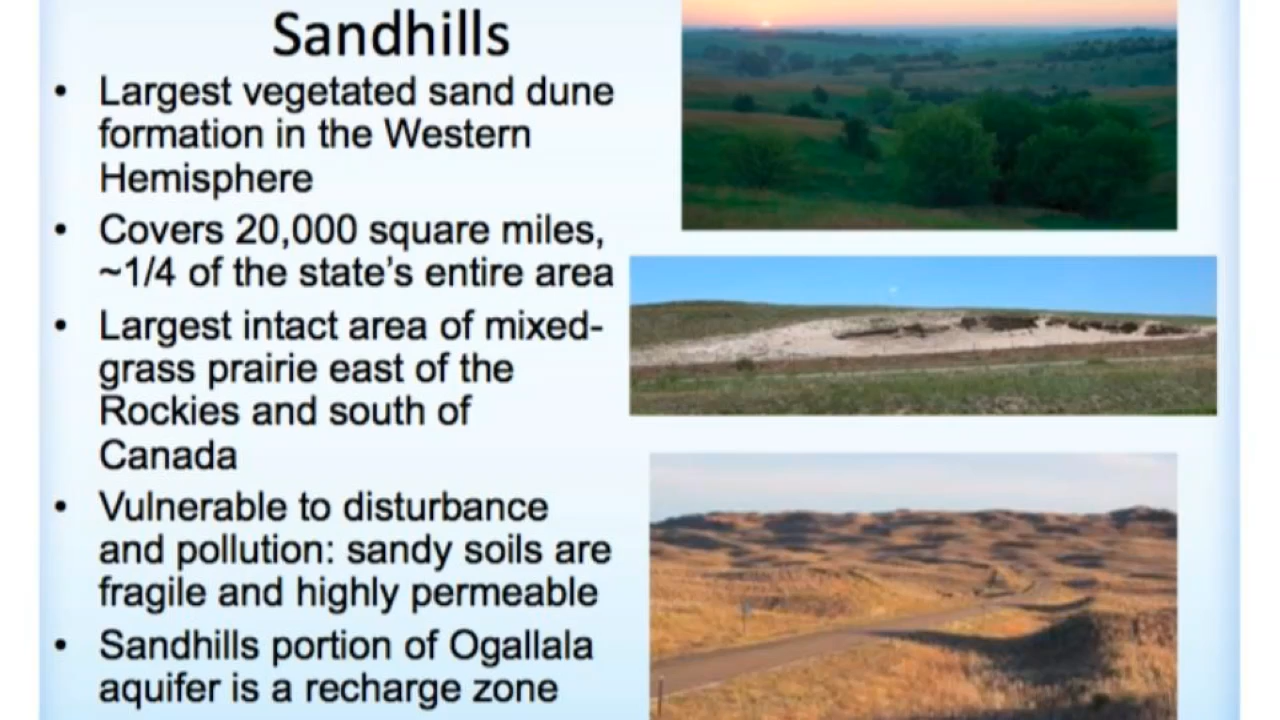 Sandhills
• Largest vegetated sand dune
formation in the Western
Hemisphere
• Covers 20,000 square miles,
~1/4 of the state's entire area
• Largest intact area of mixed-
grass prairie east of the
Rockies and south of
Canada
• Vulnerable to disturbance
and pollution: sandy soils are
fragile and highly permeable
• Sandhills portion of Ogallala
aquifer is a recharge zone